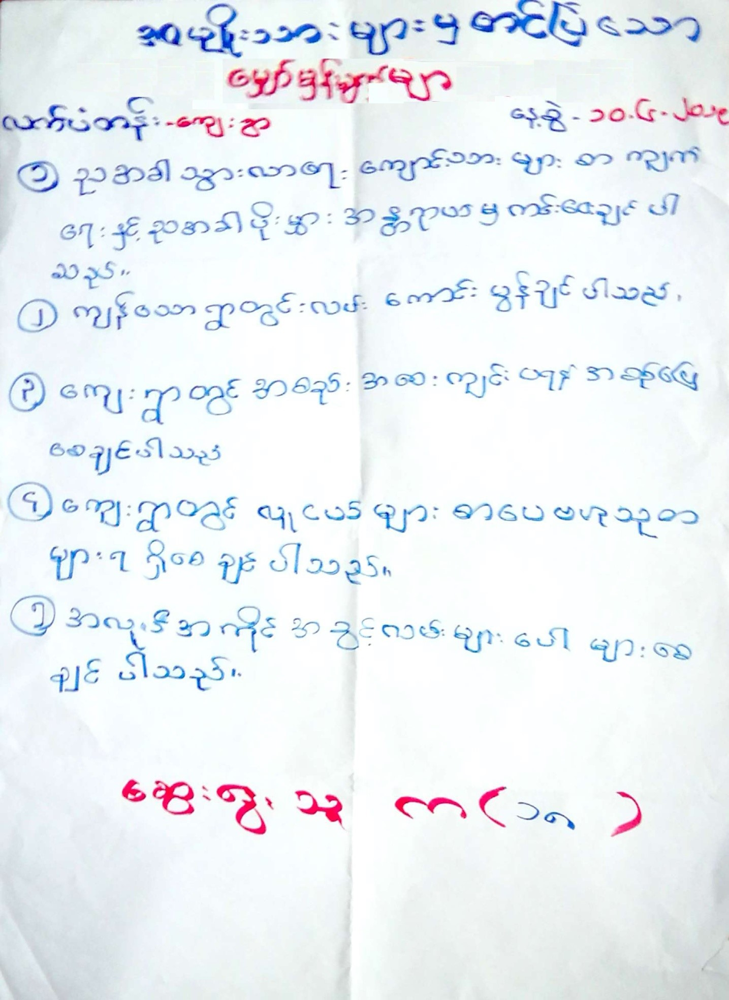 အမျိုးသားများမှ တင်ပြသော
မျှော်မှန်းချက်များ
လက်ပံတန်း-ကျေးရွာ နေ့စွဲ - ၁၀.၄.၂၀၁၉
၁ ညအခါ သွားလာရေး ကျောင်းသား များ စာ ကျက်
ရေးနှင့် ညအခါ ပိုးမွှား အန္တရာယ်မှ ကင်းဝေးချင် ပါ
သည်။
၂ ကျန်သော ရွာတွင်းလမ်း ကောင်း မွန်ချင် ပါသည်။
၃ ကျေးရွာတွင် အစည်း အဝေး ကျင်း ပရန် အဆင်ပြေ
စေချင်ပါသည်
၄ ကျေးရွာတွင် လူငယ် များ စာပေဗဟုသုတ
များ ရ ရှိစေ ချင် ပါသည်။
၅ အလုပ်အကိုင် အခွင့်လမ်း များ ပေါ များ စေ
ချင် ပါသည်။
ဆွေးနွေး သူ ကာ (၁၈ )